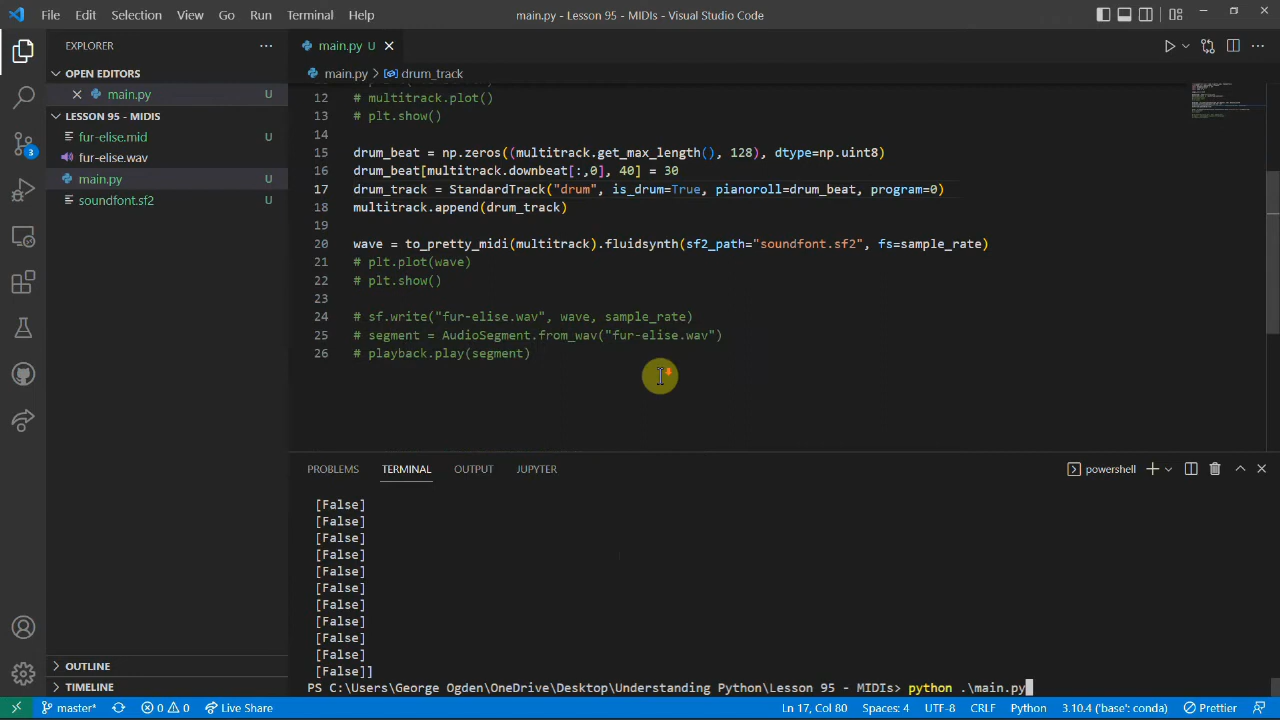 File Edit Selection View Go Run Terminal Help
main.py - Lesson 95 - MIDIs - Visual Studio Code
EXPLORER
OPEN EDITORS
main.py U
LESSON 95 - MIDIS
fur-elise.mid U
fur-elise.wav
main.py U
soundfont.sf2 U
OUTLINE
TIMELINE
3
main.py U
main.py > drum_track
12 # multitrack.plot()
13 # plt.show()
14
15 drum_beat = np.zeros((multitrack.get_max_length(), 128), dtype=np.uint8)
16 drum_beat[multitrack.downbeat[:,0], 40] = 30
17 drum_track = StandardTrack("drum", is_drum=True, pianoroll=drum_beat, program=0)
18 multitrack.append(drum_track)
19
20 wave = to_pretty_midi(multitrack).fluidsynth(sf2_path="soundfont.sf2", fs=sample_rate)
21 # plt.plot(wave)
22 # plt.show()
23
24 # sf.write("fur-elise.wav", wave, sample_rate)
25 # segment = AudioSegment.from_wav("fur-elise.wav")
26 # playback.play(segment)
PROBLEMS TERMINAL OUTPUT JUPYTER
powershell
[False]
[False]
[False]
[False]
[False]
[False]
[False]
[False]
[False]
[False]
[False]]
PS C:\Users\George Ogden\OneDrive\Desktop\Understanding Python\Lesson 95 - MIDIs> python .\main.py
master* 0 0 Live Share
Ln 17, Col 80 Spaces: 4 UTF-8 CRLF Python 3.10.4 ('base': conda) Prettier